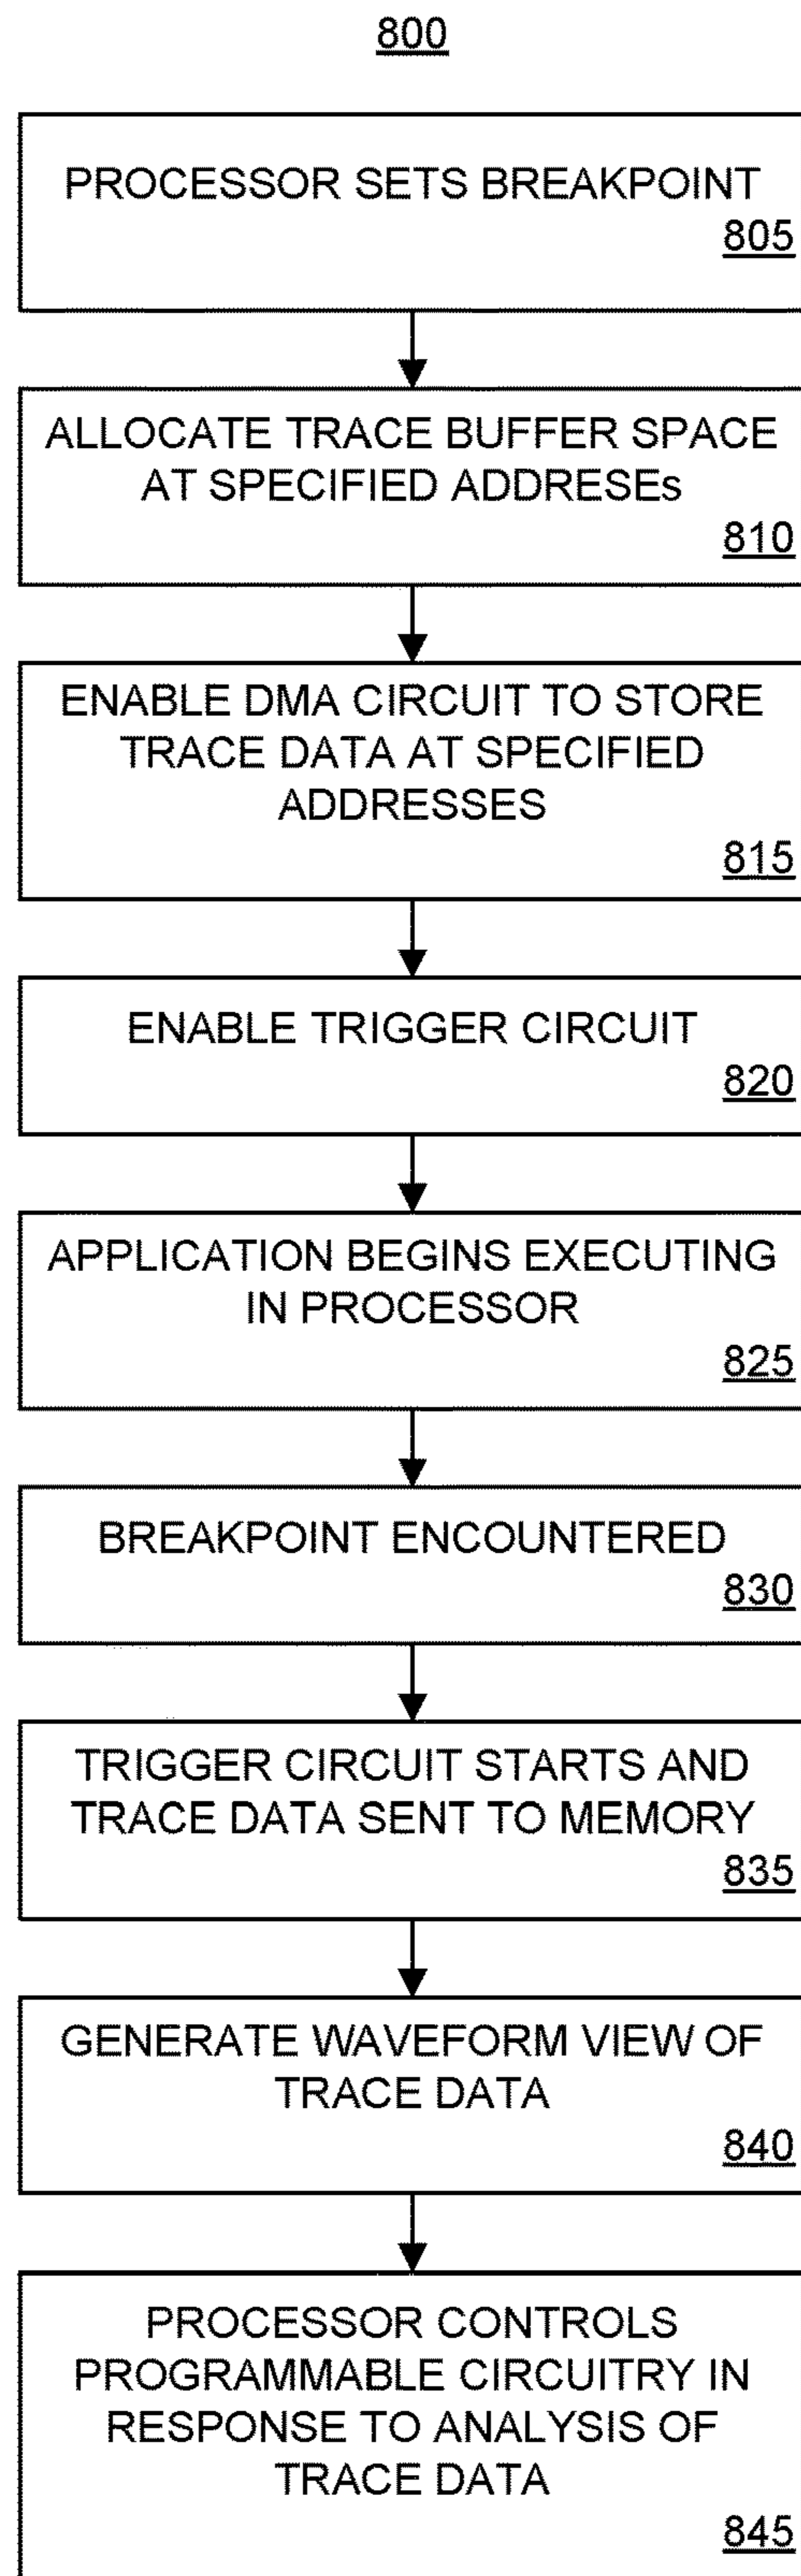 800
PROCESSOR SETS BREAKPOINT
805
ALLOCATE TRACE BUFFER SPACE
AT SPECIFIED ADDRESEs
810
ENABLE DMA CIRCUIT TO STORE
TRACE DATA AT SPECIFIED
ADDRESSES
815
ENABLE TRIGGER CIRCUIT
820
APPLICATION BEGINS EXECUTING
IN PROCESSOR
825
BREAKPOINT ENCOUNTERED
830
TRIGGER CIRCUIT STARTS AND
TRACE DATA SENT TO MEMORY
835
GENERATE WAVEFORM VIEW OF
TRACE DATA
840
PROCESSOR CONTROLS
PROGRAMMABLE CIRCUITRY IN
RESPONSE TO ANALYSIS OF
TRACE DATA
845